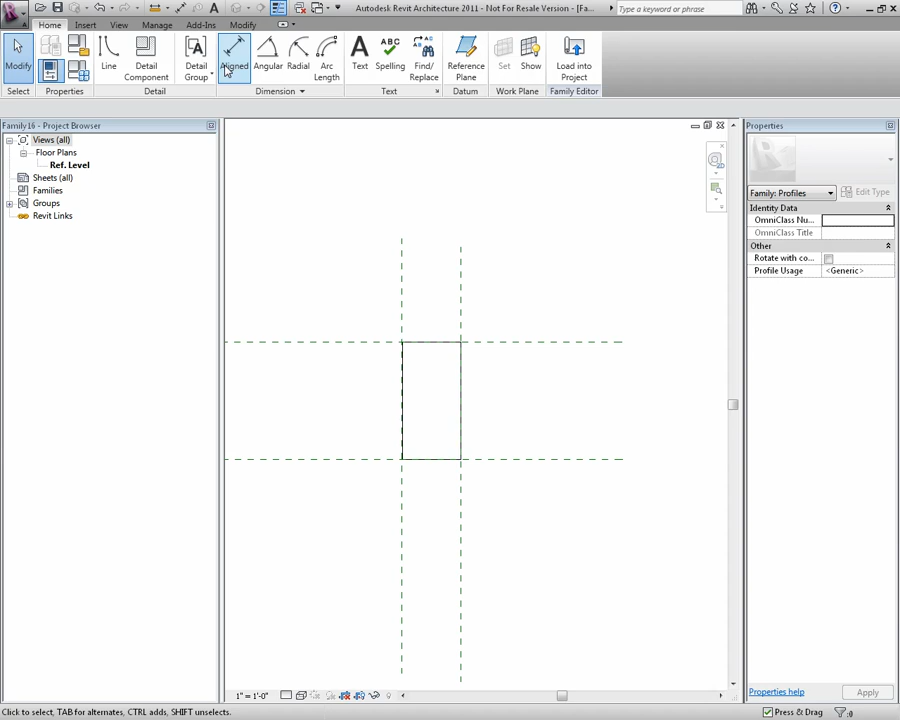 Autodesk Revit Architecture 2011 - Not For Resale Version - [Fa...
Type a keyword or phrase
Home Insert View Manage Add-Ins Modify
Modify
Line
Detail Component
Detail Group
Aligned
Angular
Radial
Arc Length
Text
Spelling
Find/ Replace
Reference Plane
Set
Show
Load into Project
Select Properties Detail Dimension Text Datum Work Plane Family Editor
Family16 - Project Browser
Views (all)
Floor Plans
Ref. Level
Sheets (all)
Families
Groups
Revit Links
2D
Properties
Family: Profiles
Edit Type
Identity Data
OmniClass Nu...
OmniClass Title
Other
Rotate with co...
Profile Usage <Generic>
Properties help
Apply
1" = 1'-0"
Click to select, TAB for alternates, CTRL adds, SHIFT unselects.
Press & Drag
:0